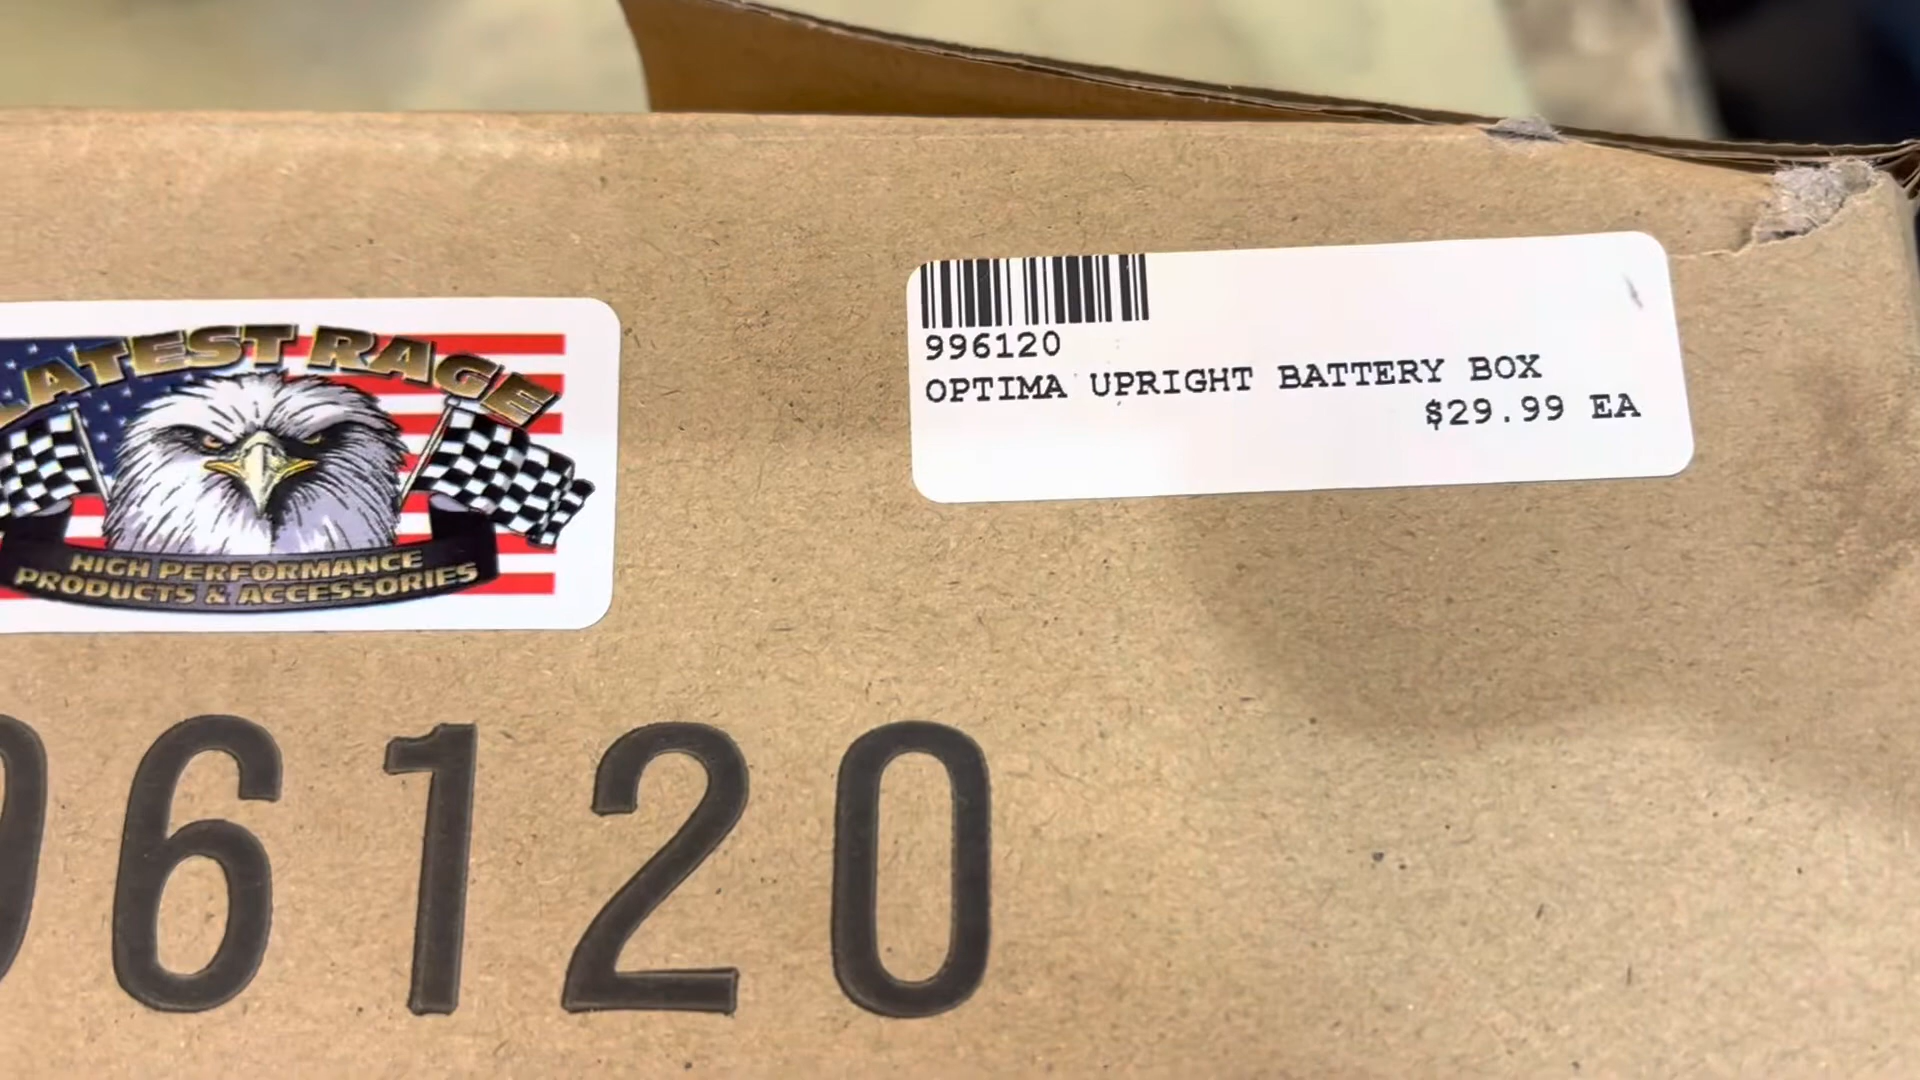 LATEST RAGE
HIGH PERFORMANCE
PRODUCTS & ACCESSORIES
996120
OPTIMA UPRIGHT BATTERY BOX
$29.99 EA
96120